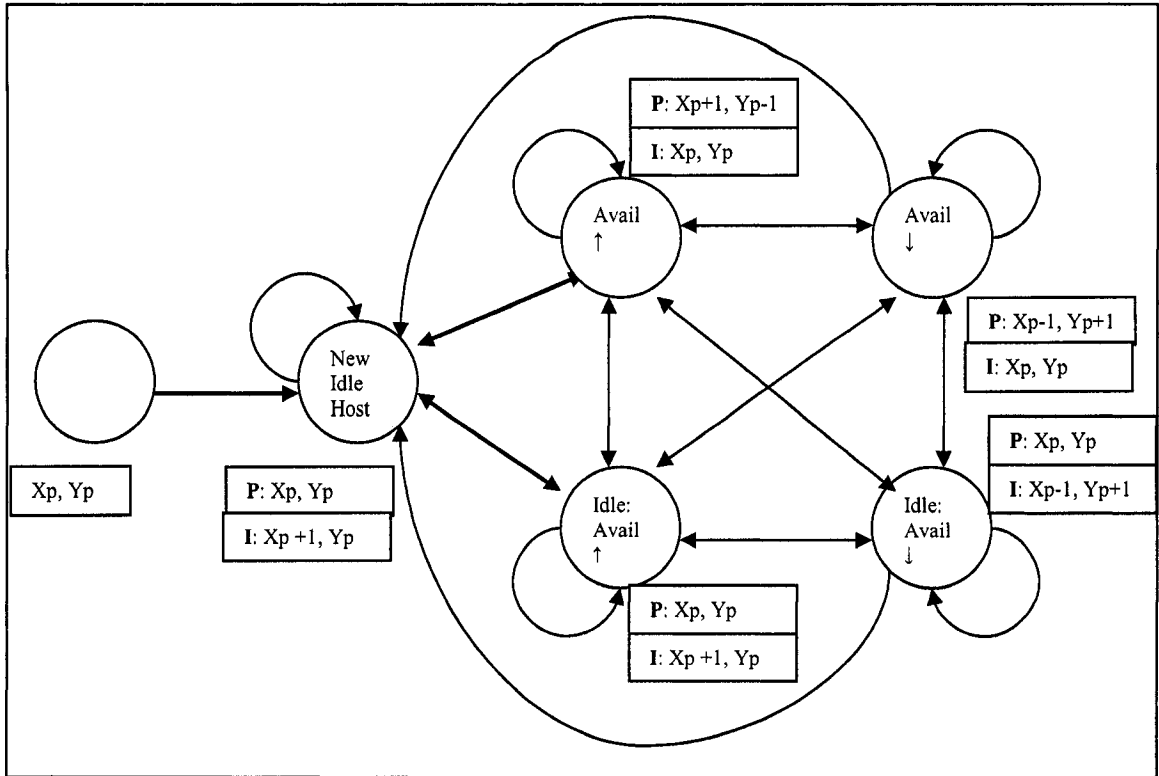 P: Xp+1, Yp-1
I: Xp, Yp
Avail
↑
Avail
↓
P: Xp-1, Yp+1
I: Xp, Yp
New
Idle
Host
Xp, Yp
P: Xp, Yp
I: Xp +1, Yp
P: Xp, Yp
I: Xp-1, Yp+1
Idle:
Avail
↑
Idle:
Avail
↓
P: Xp, Yp
I: Xp +1, Yp